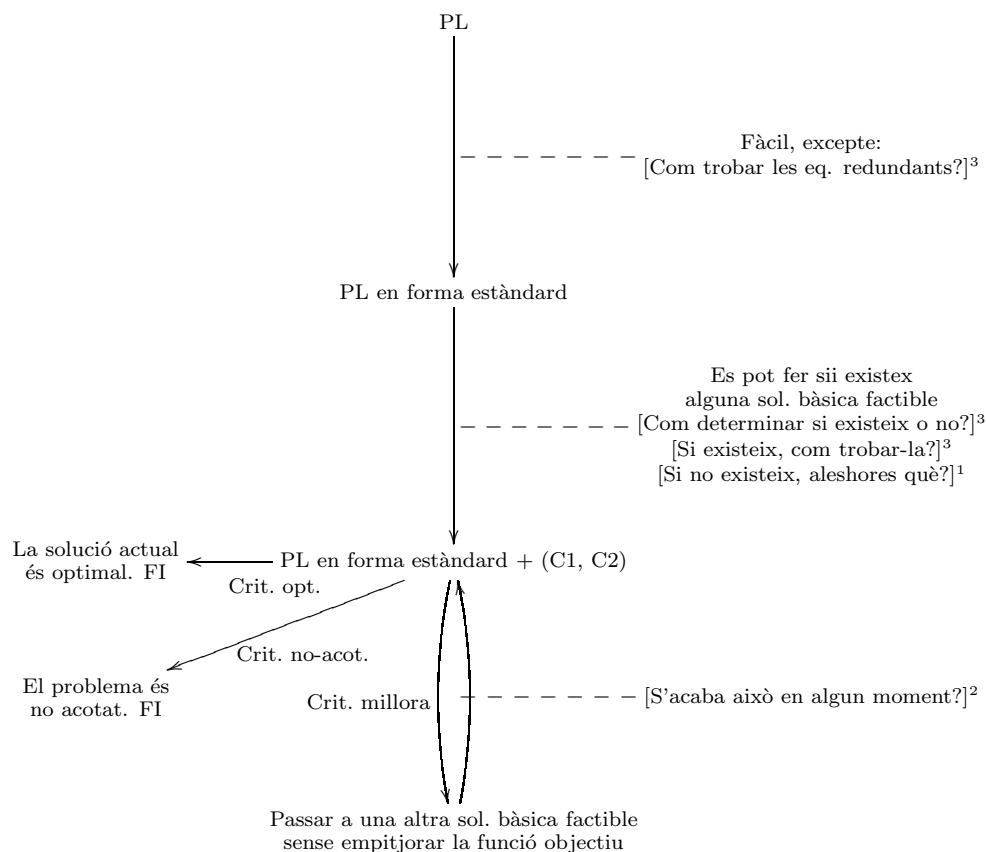 PL
Fàcil, excepte:
[Com trobar les eq. redundants?]³
PL en forma estàndard
Es pot fer sii existex
alguna sol. bàsica factible
[Com determinar si existeix o no?]³
[Si existeix, com trobar-la?]³
[Si no existeix, aleshores què?]¹
La solució actual
és optimal. FI
PL en forma estàndard + (C1, C2)
Crit. opt.
Crit. no-acot.
El problema és
no acotat. FI
Crit. millora
[S'acaba això en algun moment?]²
Passar a una altra sol. bàsica factible
sense empitjorar la funció objectiu